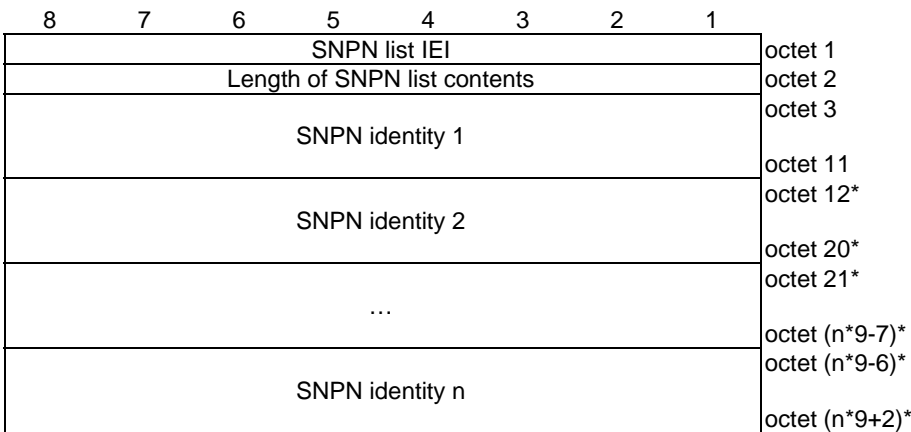 8 7 6 5 4 3 2 1
SNPN list IEI octet 1
Length of SNPN list contents octet 2
octet 3
SNPN identity 1
octet 11
octet 12*
SNPN identity 2
octet 20*
octet 21*
…
octet (n*9-7)*
octet (n*9-6)*
SNPN identity n
octet (n*9+2)*